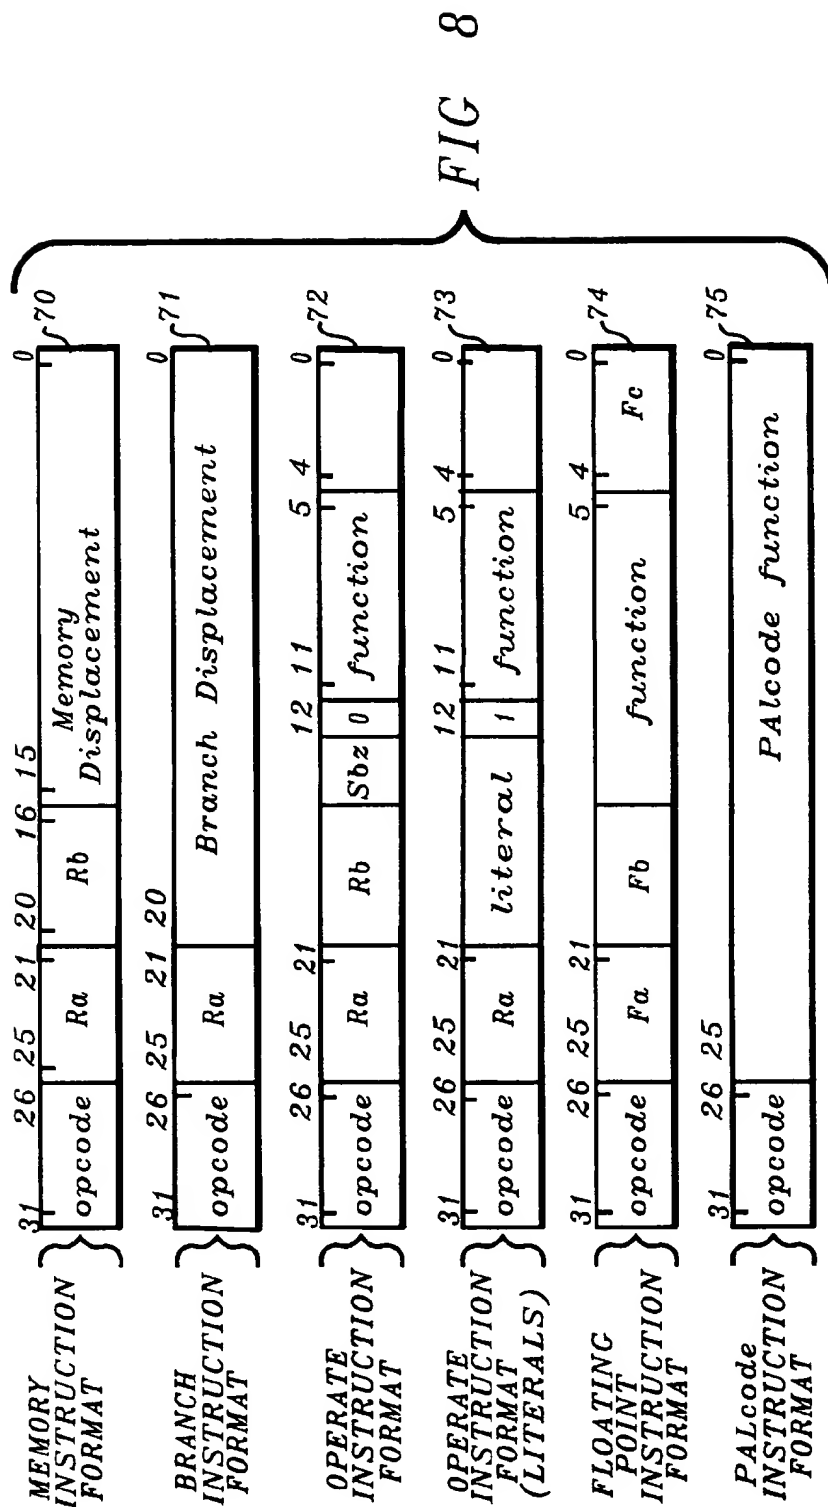 MEMORY
INSTRUCTION
FORMAT
31 26 25 21 20 16 15 0 70
opcode Ra Rb Memory
Displacement
BRANCH
INSTRUCTION
FORMAT
31 26 25 21 20 0 71
opcode Ra Branch Displacement
OPERATE
INSTRUCTION
FORMAT
31 26 25 21 12 11 5 4 0 72
opcode Ra Rb Sbz 0 function
OPERATE
INSTRUCTION
FORMAT
(LITERALS)
31 26 25 21 12 11 5 4 0 73
opcode Ra literal 1 function
FLOATING
POINT
INSTRUCTION
FORMAT
31 26 25 21 5 4 0 74
opcode Fa Fb function Fc
PALcode
INSTRUCTION
FORMAT
31 26 25 0 75
opcode PAlcode function
FIG 8